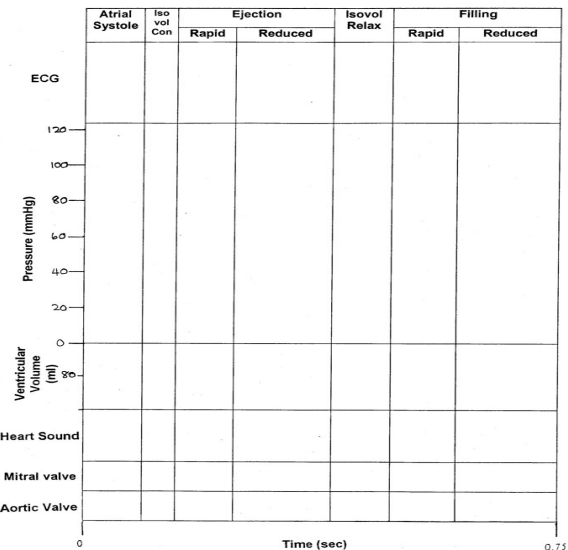 Atrial Systole
Iso vol Con
Ejection
Isovol Relax
Filling
Rapid
Reduced
Rapid
Reduced
ECG
120
100
80
60
40
20
0
Pressure (mmHg)
Ventricular Volume (ml)
80
Heart Sound
Mitral valve
Aortic Valve
0
Time (sec)
0.75